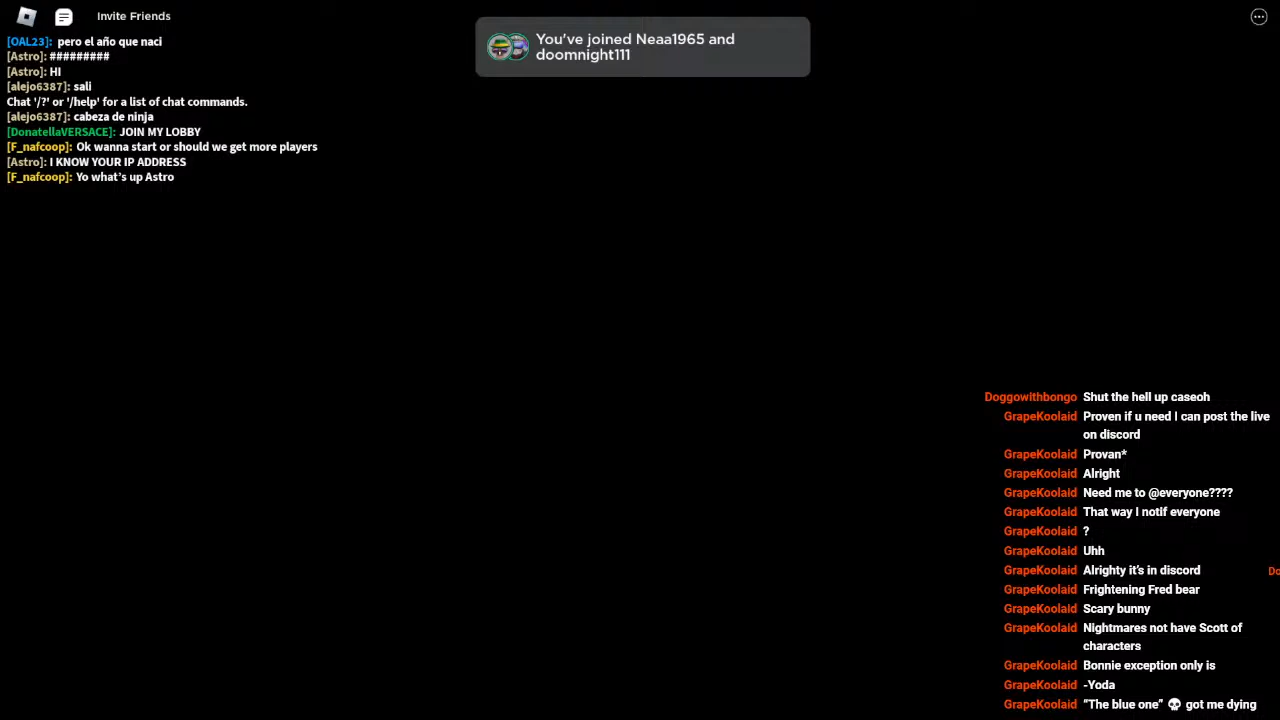 Invite Friends
You've joined Neaa1965 and
doomnight111
[OAL23]: pero el año que naci
[Astro]: #########
[Astro]: HI
[alejo6387]: sali
Chat '/?' or '/help' for a list of chat commands.
[alejo6387]: cabeza de ninja
[DonatellaVERSACE]: JOIN MY LOBBY
[F_nafcoop]: Ok wanna start or should we get more players
[Astro]: I KNOW YOUR IP ADDRESS
[F_nafcoop]: Yo what's up Astro
Doggowithbongo Shut the hell up caseoh
GrapeKoolaid Proven if u need I can post the live
on discord
GrapeKoolaid Provan*
GrapeKoolaid Alright
GrapeKoolaid Need me to @everyone????
GrapeKoolaid That way I notif everyone
GrapeKoolaid ?
GrapeKoolaid Uhh
GrapeKoolaid Alrighty it's in discord
Do
GrapeKoolaid Frightening Fred bear
GrapeKoolaid Scary bunny
GrapeKoolaid Nightmares not have Scott of
characters
GrapeKoolaid Bonnie exception only is
GrapeKoolaid -Yoda
GrapeKoolaid “The blue one” 💀 got me dying